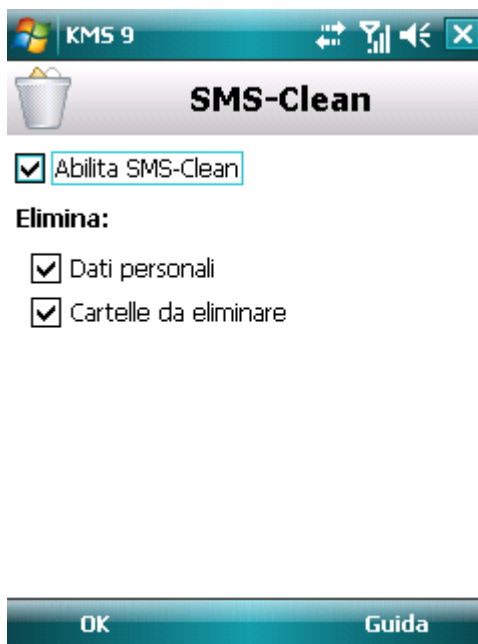 KMS 9
SMS-Clean
Abilita SMS-Clean
Elimina:
Dati personali
Cartelle da eliminare
OK Guida